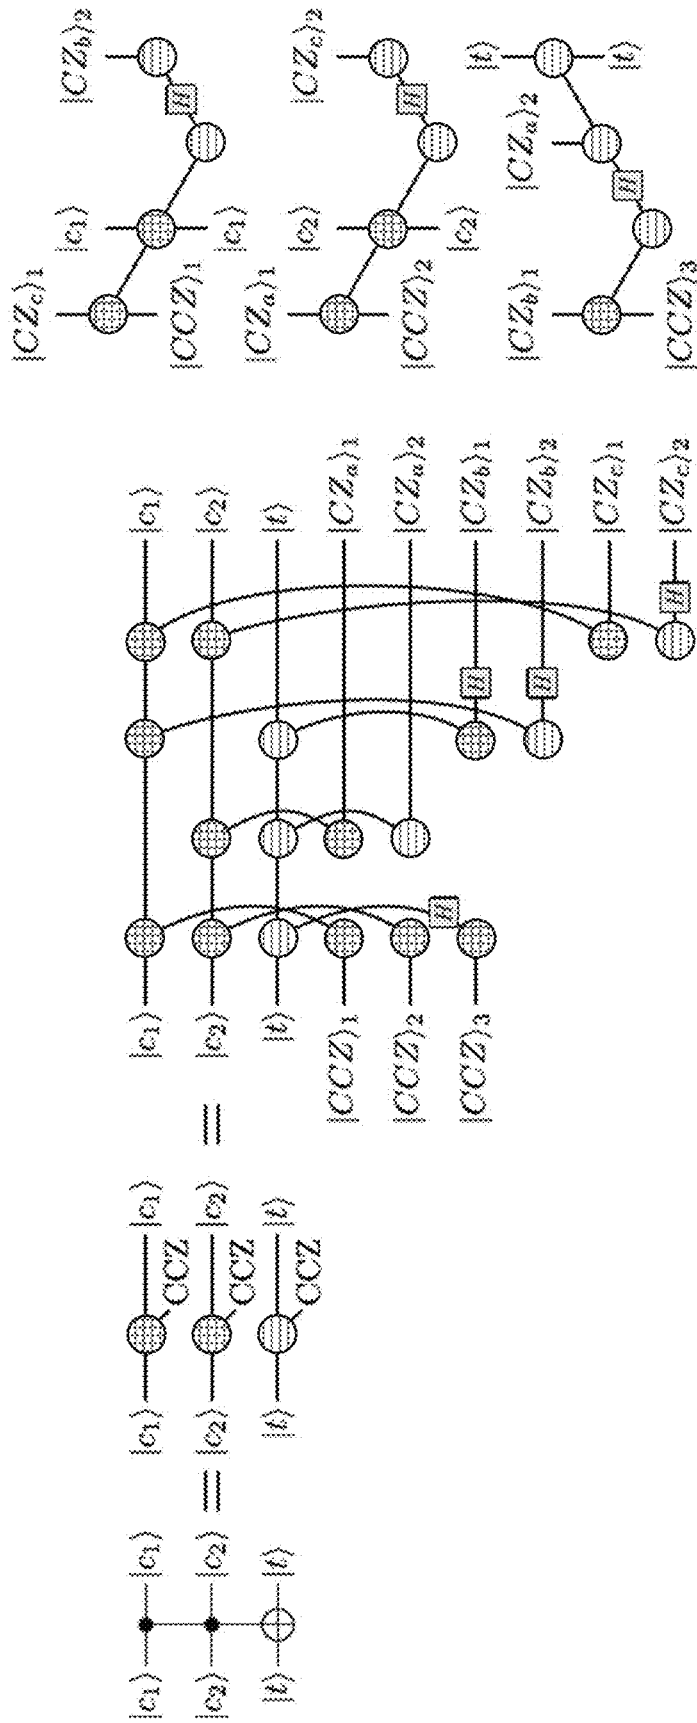 |c₁⟩ |c₁⟩ |c₁⟩ |c₁⟩ |c₁⟩ |c₁⟩
CCZ
|c₂⟩ |c₂⟩ = |c₂⟩ |c₂⟩ = |c₂⟩ |c₂⟩
CCZ
|t⟩ |t⟩ |t⟩ |t⟩ |t⟩ |t⟩
CCZ
|CCZ⟩₁ |CZₐ⟩₁
|CCZ⟩₂ |CZₐ⟩₂
H
|CCZ⟩₃ H |CZ_b⟩₁
H |CZ_b⟩₂
|CZ_c⟩₁
H |CZ_c⟩₂
|CZ_c⟩₁
|c₁⟩ |CZ_b⟩₂
H
|CCZ⟩₁ |c₁⟩
|CZₐ⟩₁
|c₂⟩ |CZ_c⟩₂
H
|CCZ⟩₂ |c₂⟩
|t⟩
|CZ_b⟩₁ |CZₐ⟩₂
H |t⟩
|CCZ⟩₃